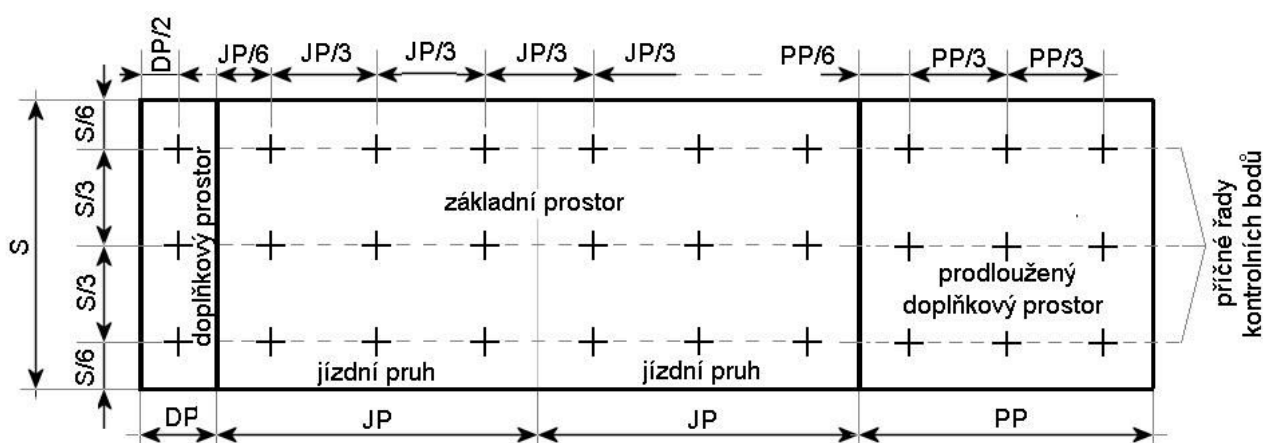 DP/2
JP/6
JP/3
JP/3
JP/3
JP/3
PP/6
PP/3
PP/3
S/6
S/3
S
S/3
S/6
doplňkový prostor
základní prostor
prodloužený
doplňkový prostor
příčné řady
kontrolních bodů
jízdní pruh
jízdní pruh
DP
JP
JP
PP